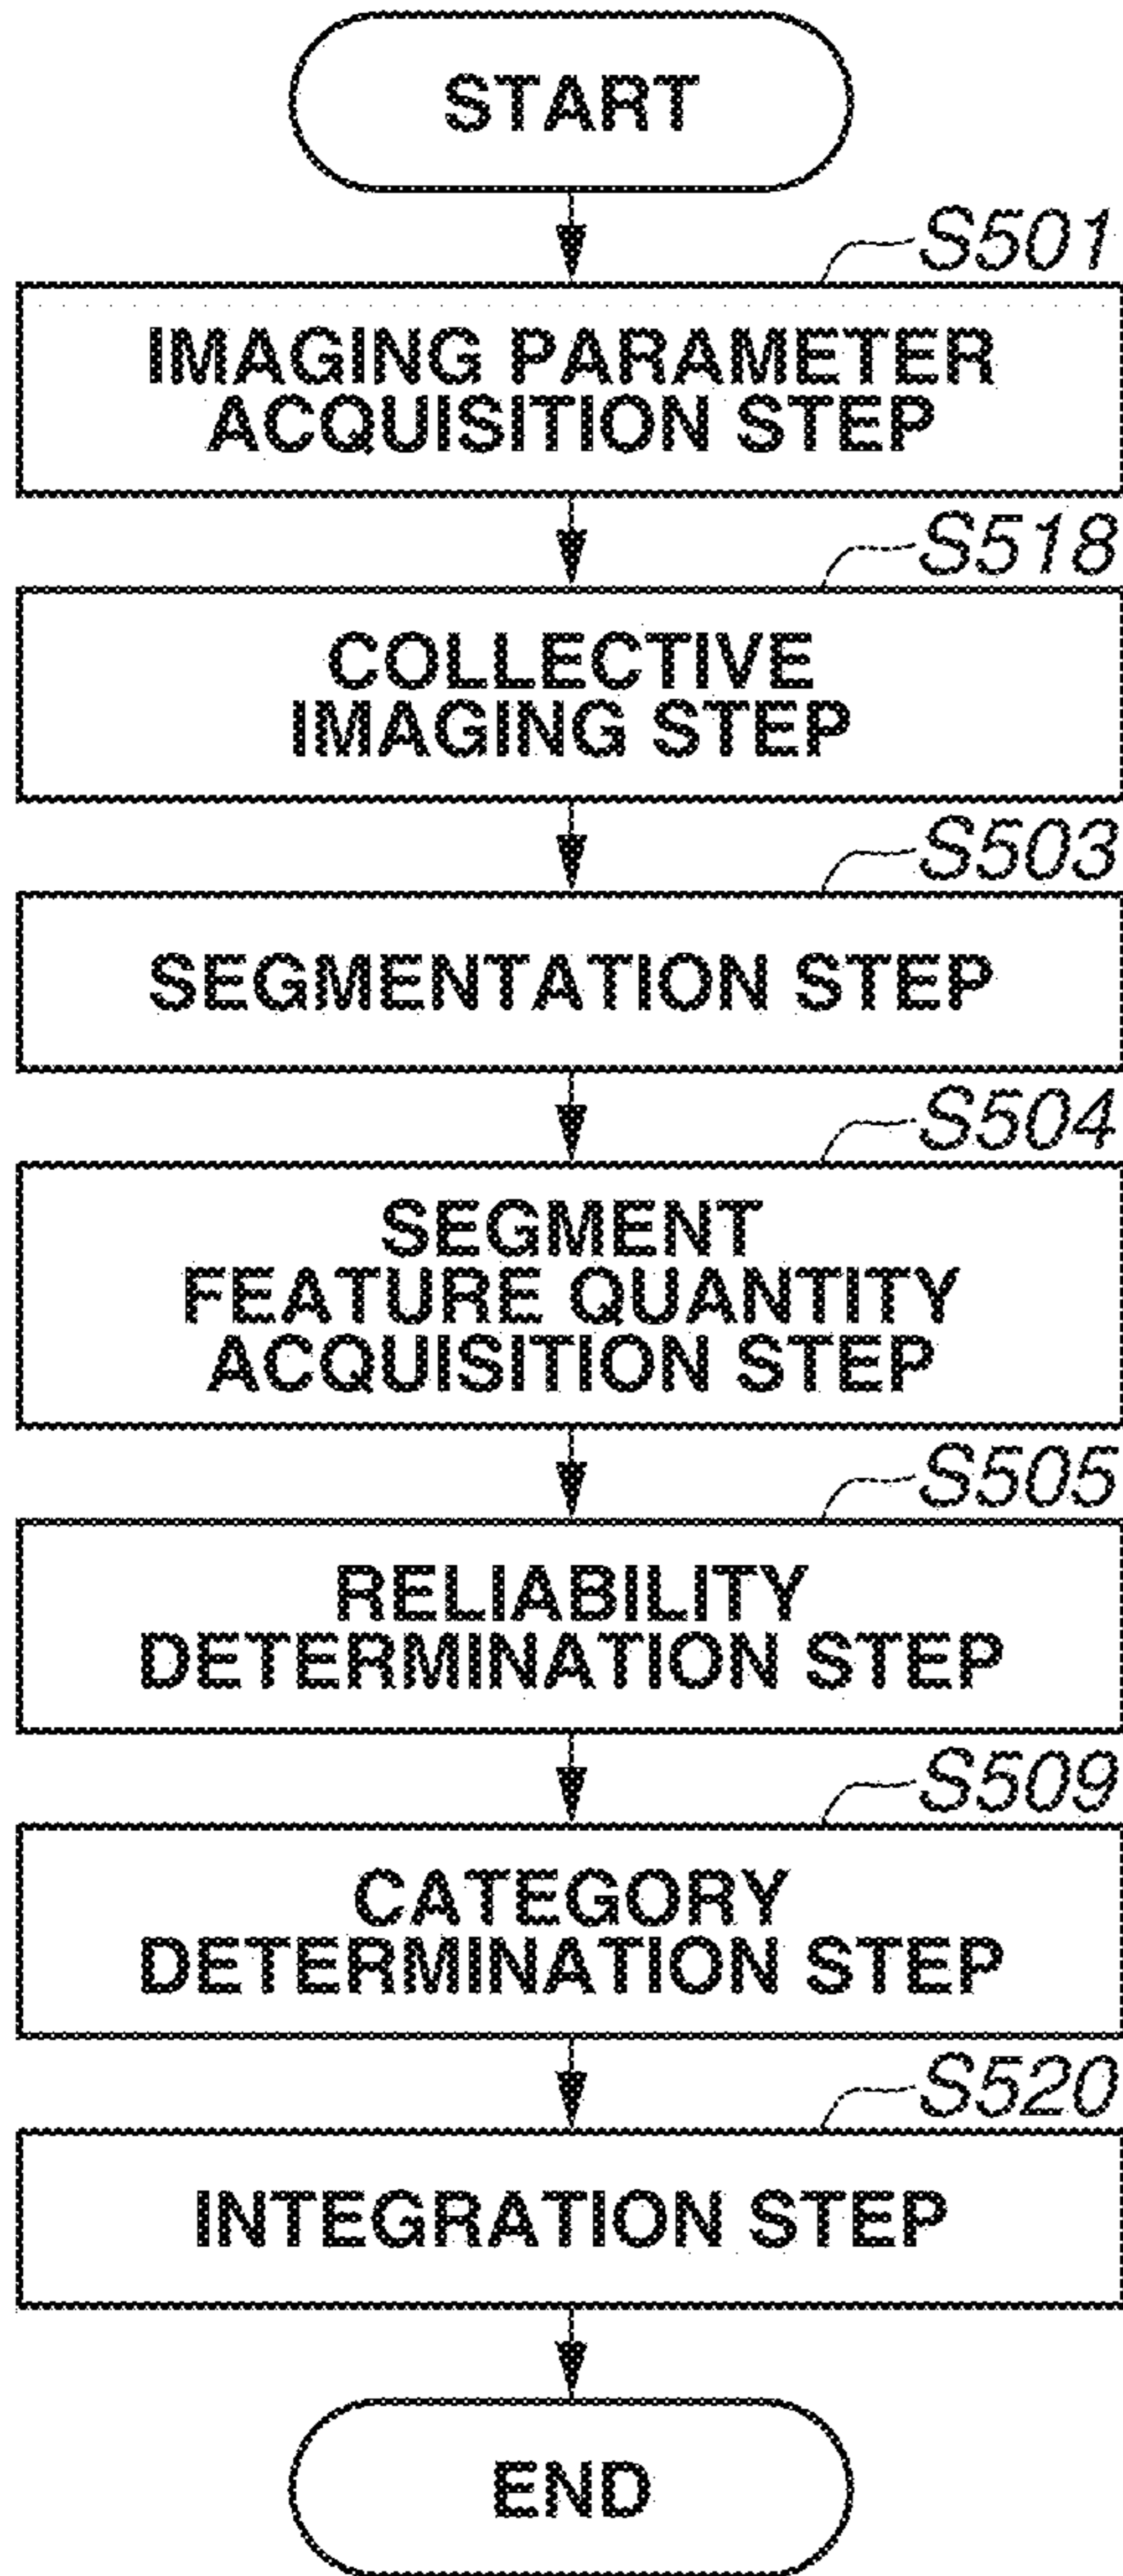 START
S501
IMAGING PARAMETER
ACQUISITION STEP
S518
COLLECTIVE
IMAGING STEP
S503
SEGMENTATION STEP
S504
SEGMENT
FEATURE QUANTITY
ACQUISITION STEP
S505
RELIABILITY
DETERMINATION STEP
S509
CATEGORY
DETERMINATION STEP
S520
INTEGRATION STEP
END